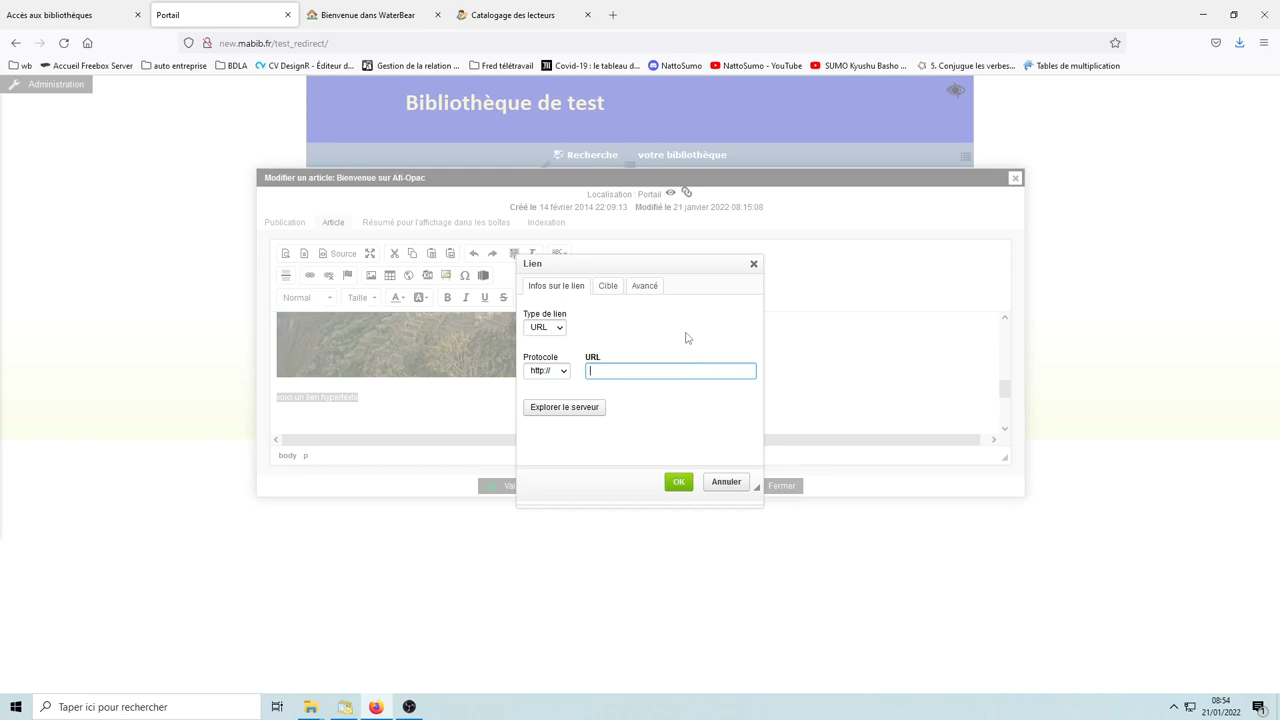 Accès aux bibliothèques
Portail
Bienvenue dans WaterBear
Catalogage des lecteurs
new.mabib.fr/test_redirect/
wb
Accueil Freebox Server
auto entreprise
BDLA
CV DesignR - Éditeur d...
Gestion de la relation ...
Fred télétravail
Covid-19 : le tableau d...
NattoSumo
NattoSumo - YouTube
SUMO Kyushu Basho ...
5. Conjugue les verbes...
Tables de multiplication
Administration
Bibliothèque de test
Recherche
votre bibliothèque
Modifier un article: Bienvenue sur Afi-Opac
Localisation : Portail
Créé le 14 février 2014 22:09:13 Modifié le 21 janvier 2022 08:15:08
Publication
Article
Résumé pour l'affichage dans les boîtes
Indexation
Source
ABC
Normal
Taille
A
A
B
I
U
S
Lien
Infos sur le lien
Cible
Avancé
Type de lien
URL
Protocole
URL
http://
Explorer le serveur
voici un lien hypertexte
body p
OK
Annuler
Va
Fermer
Taper ici pour rechercher
08:54
21/01/2022
1